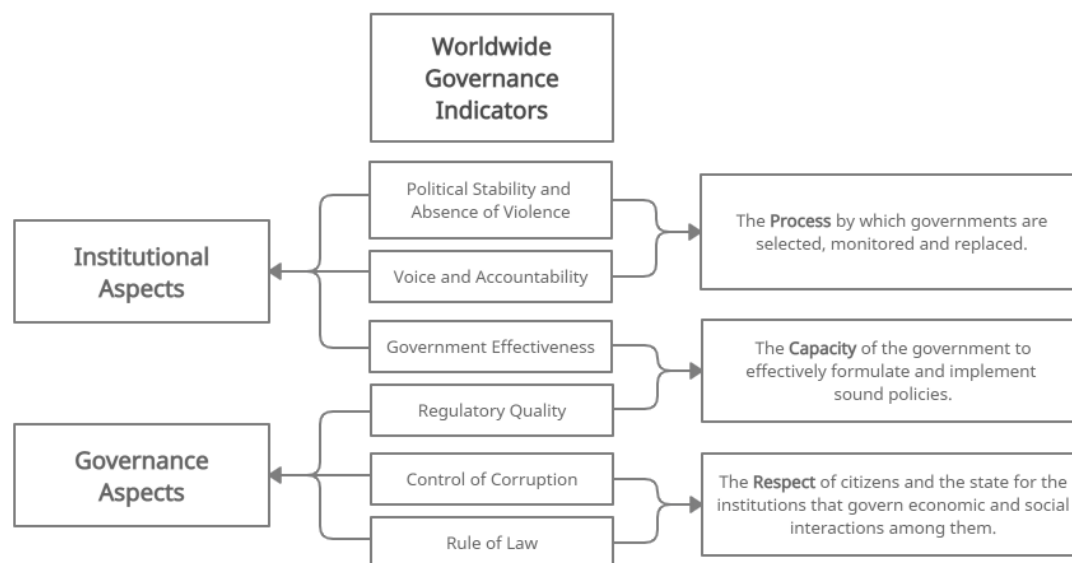 Worldwide
Governance
Indicators
Institutional
Aspects
Governance
Aspects
Political Stability and
Absence of Violence
Voice and Accountability
Government Effectiveness
Regulatory Quality
Control of Corruption
Rule of Law
The Process by which governments are
selected, monitored and replaced.
The Capacity of the government to
effectively formulate and implement
sound policies.
The Respect of citizens and the state for the
institutions that govern economic and social
interactions among them.